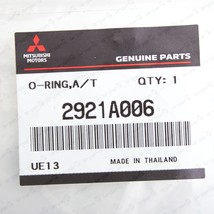 MITSUBISHI
MOTORS
GENUINE PARTS
O-RING,A/T QTY: 1
2921A006
UE13 MADE IN THAILAND